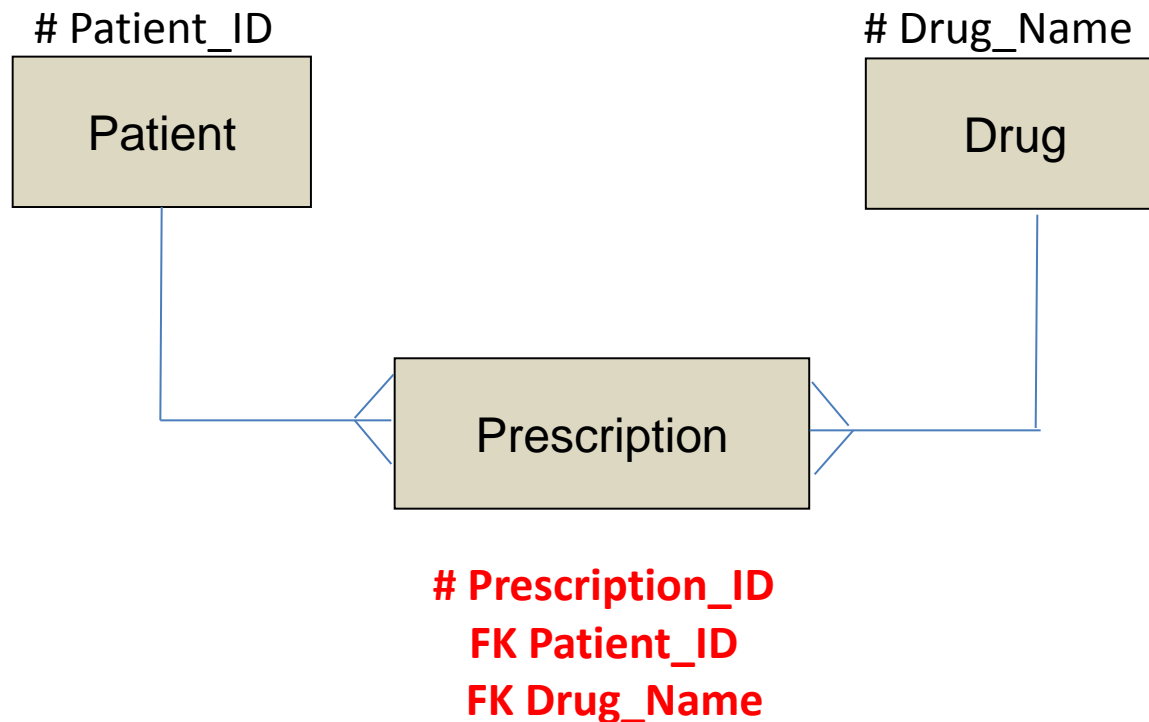 # Patient_ID
# Drug_Name
Patient
Drug
Prescription
# Prescription_ID
FK Patient_ID
FK Drug_Name